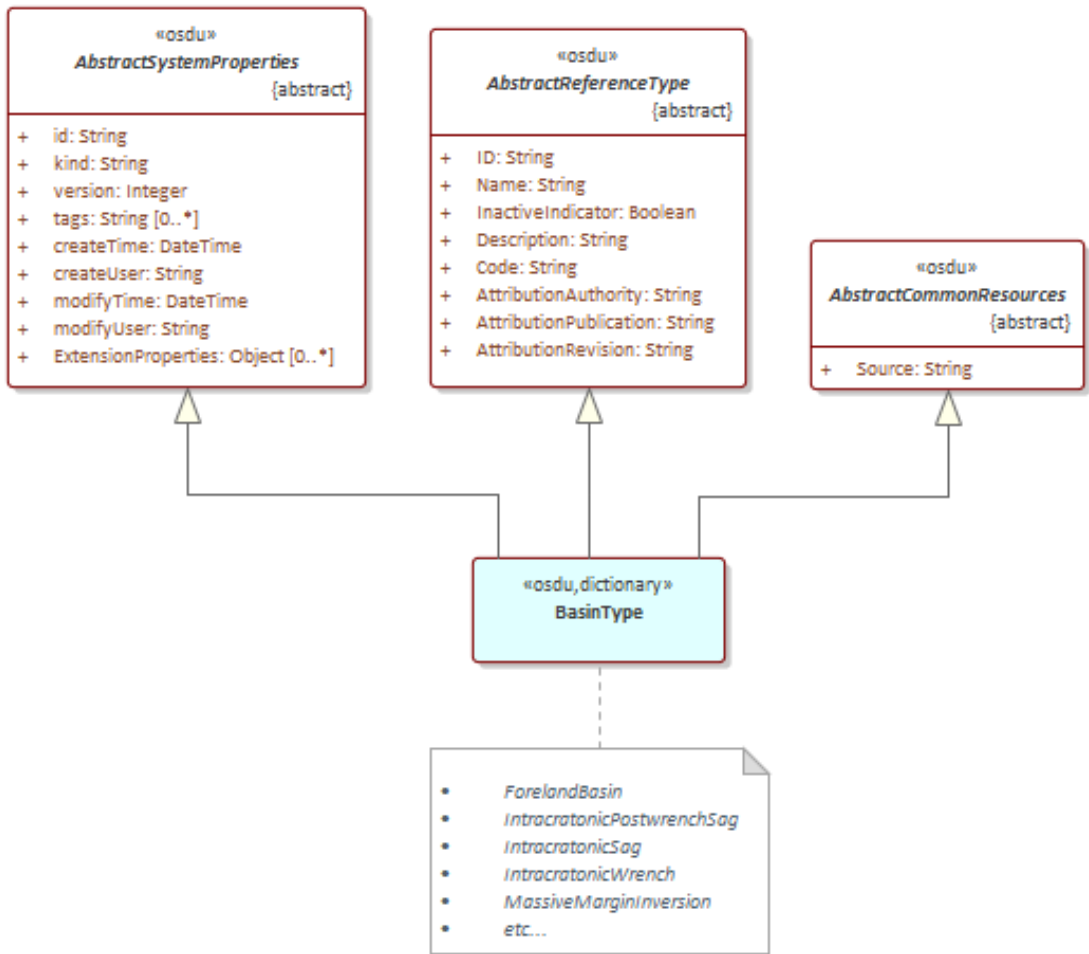 «osdu»
AbstractSystemProperties
{abstract}
+ id: String
+ kind: String
+ version: Integer
+ tags: String [0..*]
+ createTime: DateTime
+ createUser: String
+ modifyTime: DateTime
+ modifyUser: String
+ ExtensionProperties: Object [0..*]
«osdu»
AbstractReferenceType
{abstract}
+ ID: String
+ Name: String
+ InactiveIndicator: Boolean
+ Description: String
+ Code: String
+ AttributionAuthority: String
+ AttributionPublication: String
+ AttributionRevision: String
«osdu»
AbstractCommonResources
{abstract}
+ Source: String
«osdu,dictionary»
BasinType
• ForelandBasin
• IntracratonicPostwrenchSag
• IntracratonicSag
• IntracratonicWrench
• MassiveMarginInversion
• etc...